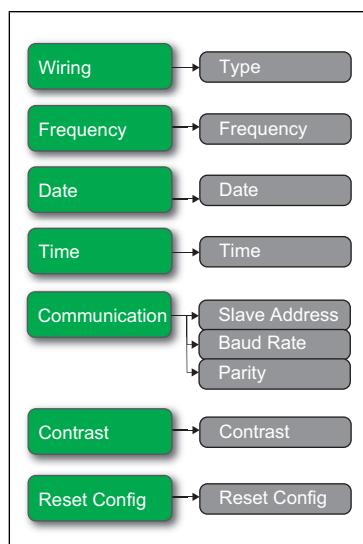 Wiring
Type
Frequency
Frequency
Date
Date
Time
Time
Communication
Slave Address
Baud Rate
Parity
Contrast
Contrast
Reset Config
Reset Config